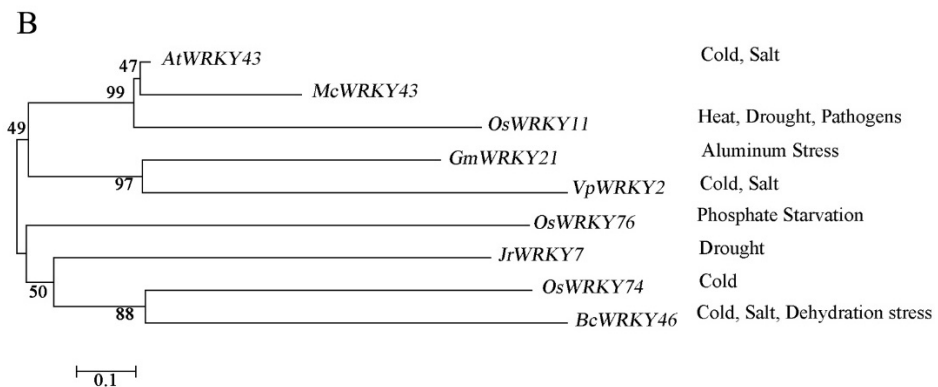 B
47 AtWRKY43 Cold, Salt
99 McWRKY43
OsWRKY11 Heat, Drought, Pathogens
49
GmWRKY21 Aluminum Stress
97 VpWRKY2 Cold, Salt
OsWRKY76 Phosphate Starvation
JrWRKY7 Drought
50 OsWRKY74 Cold
88 BcWRKY46 Cold, Salt, Dehydration stress
0.1